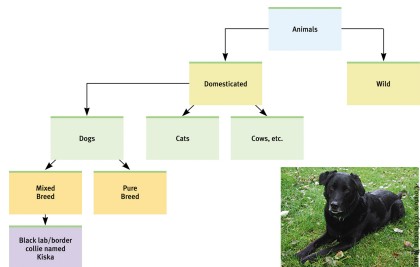 Animals
Domesticated
Wild
Dogs
Cats
Cows, etc.
Mixed
Breed
Pure
Breed
Black lab/border
collie named
Kiska